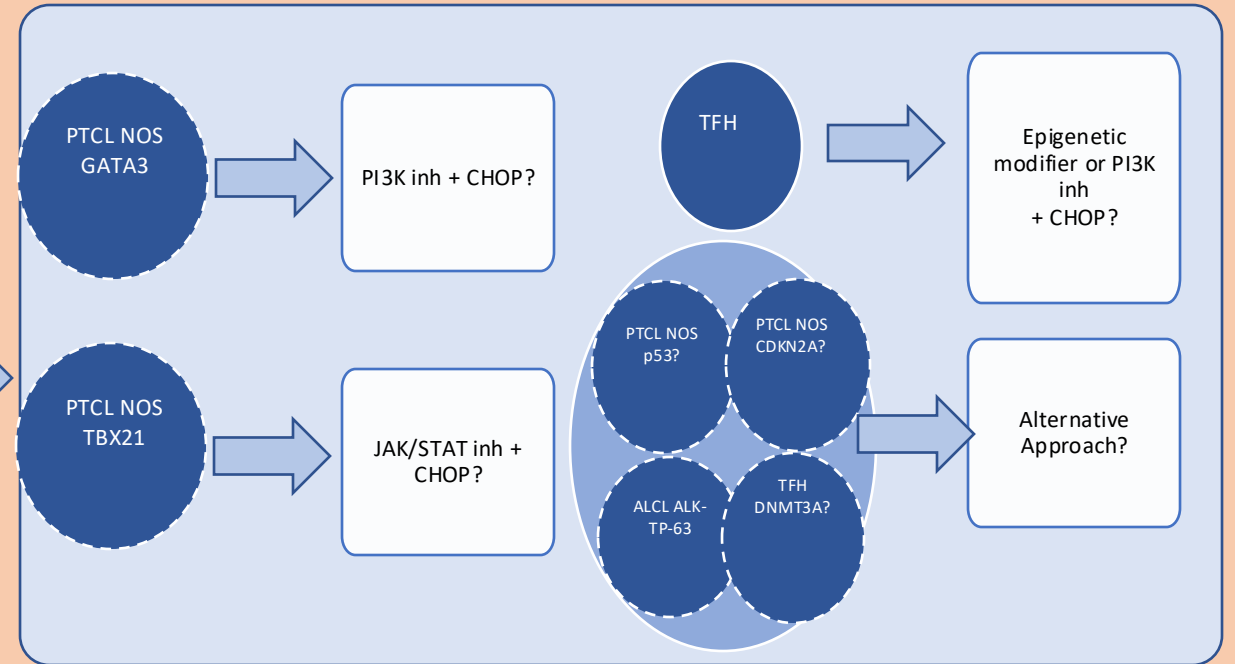 PTCL NOS
GATA3
PI3K inh + CHOP?
TFH
Epigenetic
modifier or PI3K
inh
+ CHOP?
PTCL NOS
TBX21
JAK/STAT inh +
CHOP?
PTCL NOS
p53?
PTCL NOS
CDKN2A?
ALCL ALK-
TP-63
TFH
DNMT3A?
Alternative
Approach?